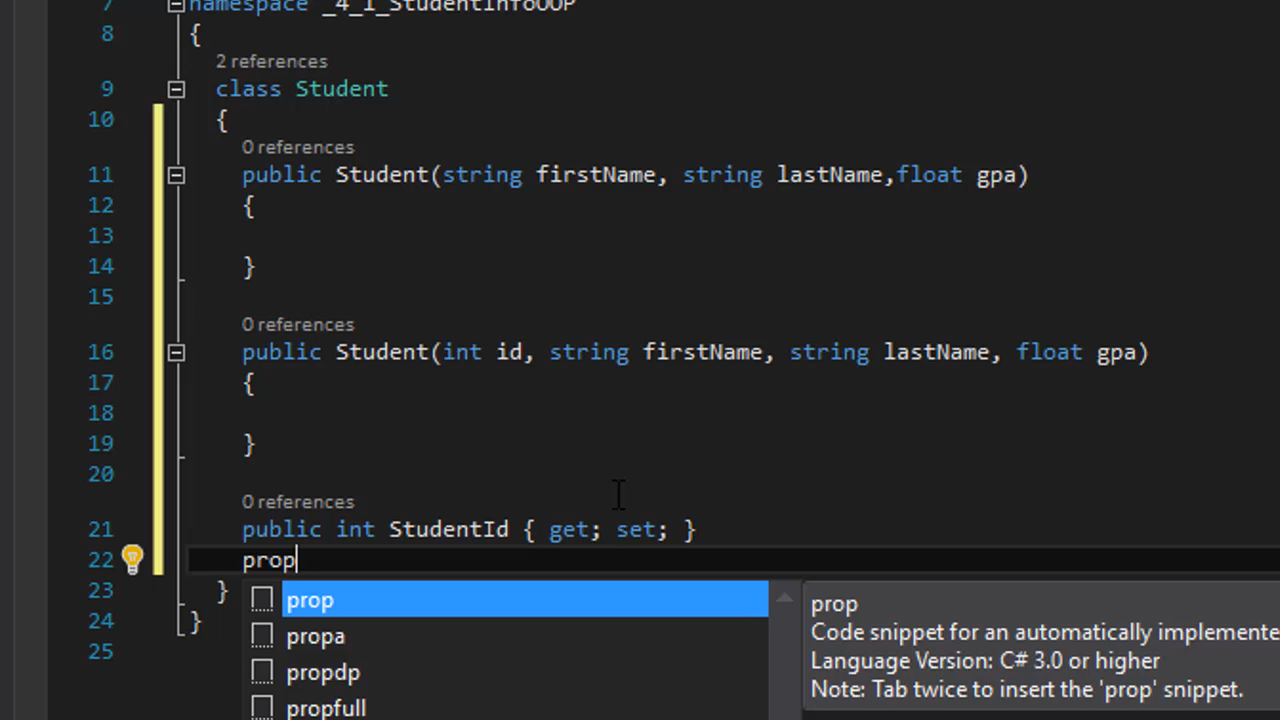 7 namespace _4_1_StudentInfoOOP
8 {
2 references
9 class Student
10 {
0 references
11 public Student(string firstName, string lastName,float gpa)
12 {
13
14 }
15
0 references
16 public Student(int id, string firstName, string lastName, float gpa)
17 {
18
19 }
20
0 references
21 public int StudentId { get; set; }
22 prop
23 }
24 }
25
prop
propa
propdp
propfull
prop
Code snippet for an automatically implemente
Language Version: C# 3.0 or higher
Note: Tab twice to insert the 'prop' snippet.